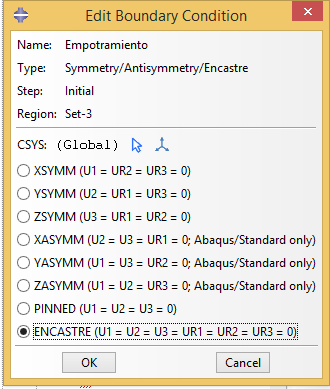 Edit Boundary Condition
Name: Empotramiento
Type: Symmetry/Antisymmetry/Encastre
Step: Initial
Region: Set-3
CSYS: (Global)
XSYMM (U1 = UR2 = UR3 = 0)
YSYMM (U2 = UR1 = UR3 = 0)
ZSYMM (U3 = UR1 = UR2 = 0)
XASYMM (U2 = U3 = UR1 = 0; Abaqus/Standard only)
YASYMM (U1 = U3 = UR2 = 0; Abaqus/Standard only)
ZASYMM (U1 = U2 = UR3 = 0; Abaqus/Standard only)
PINNED (U1 = U2 = U3 = 0)
ENCASTRE (U1 = U2 = U3 = UR1 = UR2 = UR3 = 0)
OK Cancel